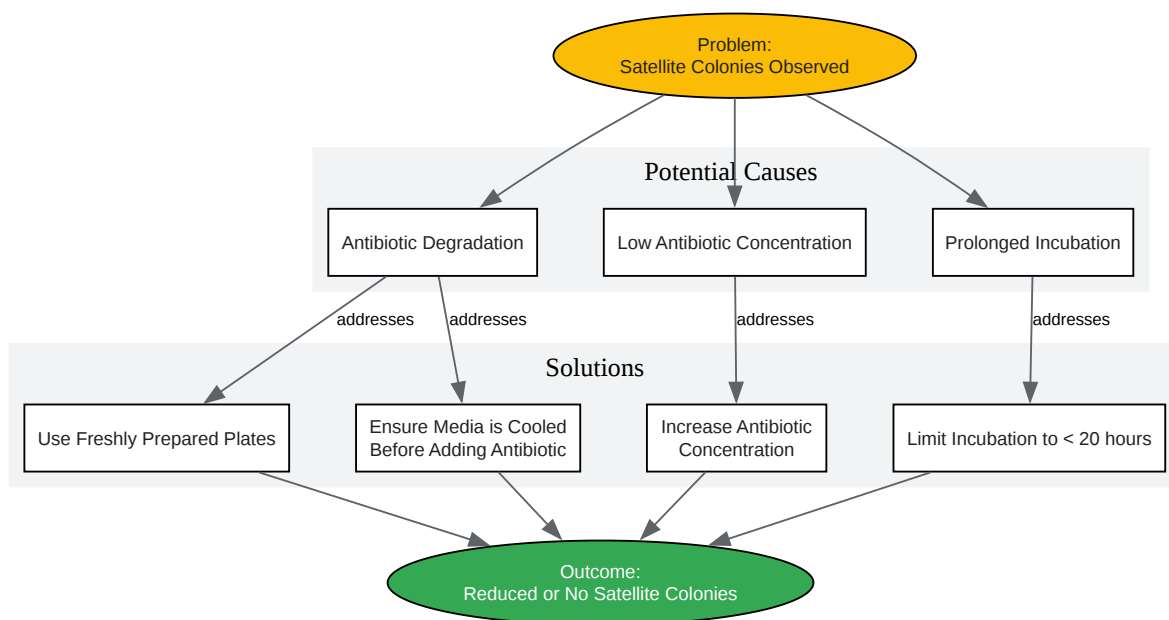 Problem:
Satellite Colonies Observed
Potential Causes
Antibiotic Degradation
Low Antibiotic Concentration
Prolonged Incubation
addresses
addresses
addresses
addresses
Solutions
Use Freshly Prepared Plates
Ensure Media is Cooled
Before Adding Antibiotic
Increase Antibiotic
Concentration
Limit Incubation to < 20 hours
Outcome:
Reduced or No Satellite Colonies